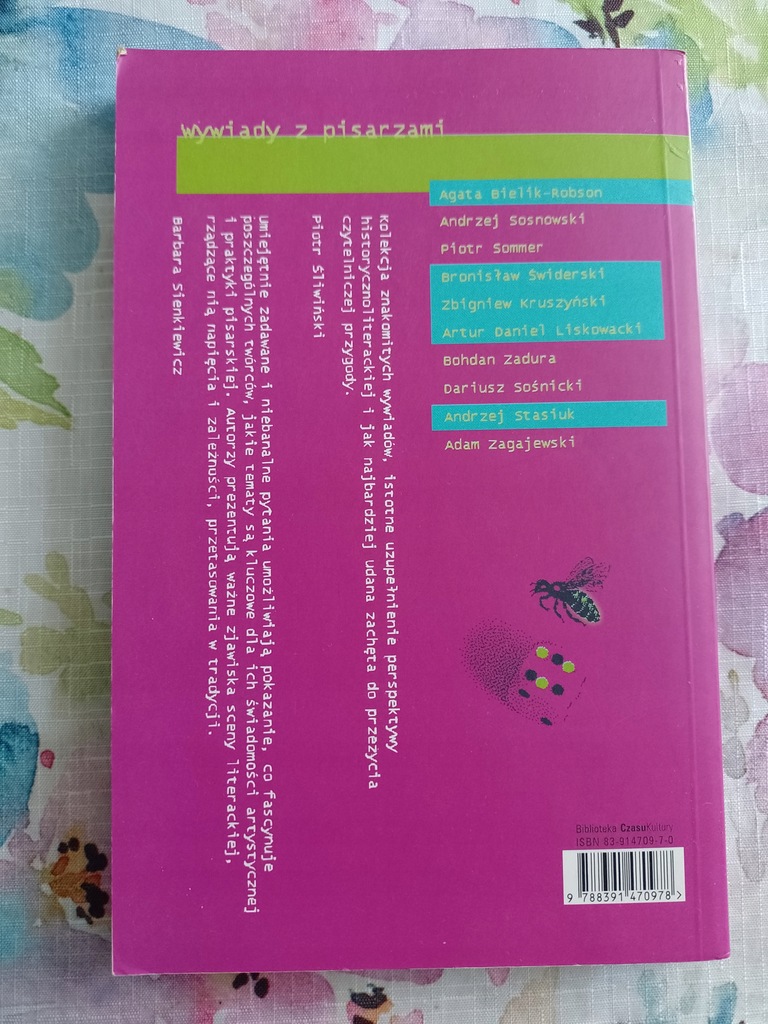 wywiady z pisarzami
Agata Bielik-Robson
Andrzej Sosnowski
Piotr Sommer
Bronisław Świderski
Zbigniew Kruszyński
Artur Daniel Liskowacki
Bohdan Zadura
Dariusz Sośnicki
Andrzej Stasiuk
Adam Zagajewski
Kolekcja znakomitych wywiadów, istotne uzupełnienie perspektywy
historycznoliterackiej i jak najbardziej udana zachęta do przeżycia
czytelniczej przygody.
Piotr Śliwiński
Umiejętnie zadawane i niebanalne pytania umożliwiają pokazanie, co fascynuje
poszczególnych twórców, jakie tematy są kluczowe dla ich świadomości artystycznej
i praktyki pisarskiej. Autorzy prezentują ważne zjawiska sceny literackiej,
rządzące nią napięcia i zależności, przetasowania w tradycji.
Barbara Sienkiewicz
Biblioteka CzasuKultury
ISBN 83-914709-7-0
9 788391 470978 >